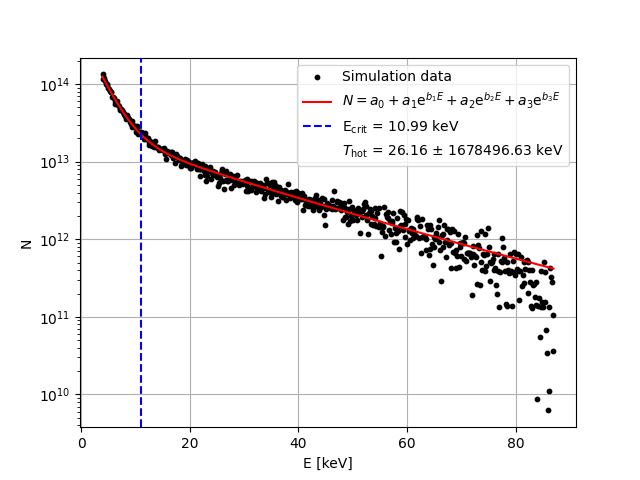 10¹⁴
10¹³
10¹²
10¹¹
10¹⁰
N
0
20
40
60
80
E [keV]
Simulation data
N = a₀ + a₁e^{b₁E} + a₂e^{b₂E} + a₃e^{b₃E}
E_crit = 10.99 keV
T_hot = 26.16 ± 1678496.63 keV